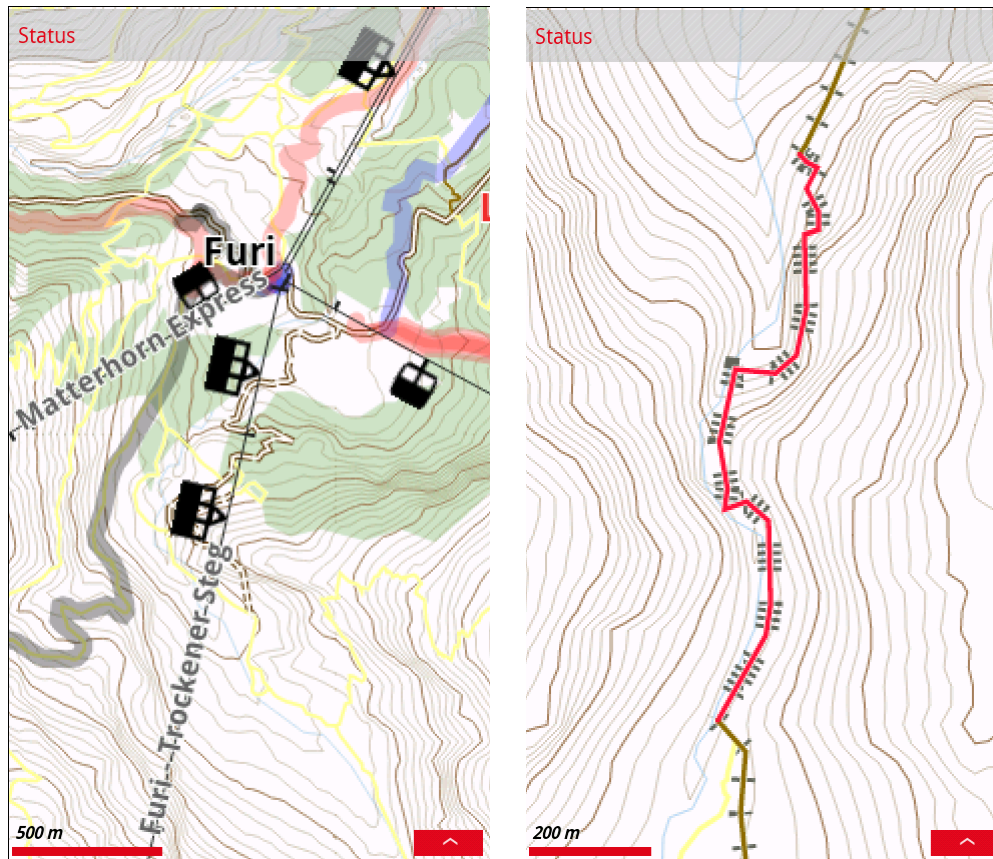 Status
Furi
r-Matterhorn-Express
Furi---Trockener-Steg
500 m
Status
200 m